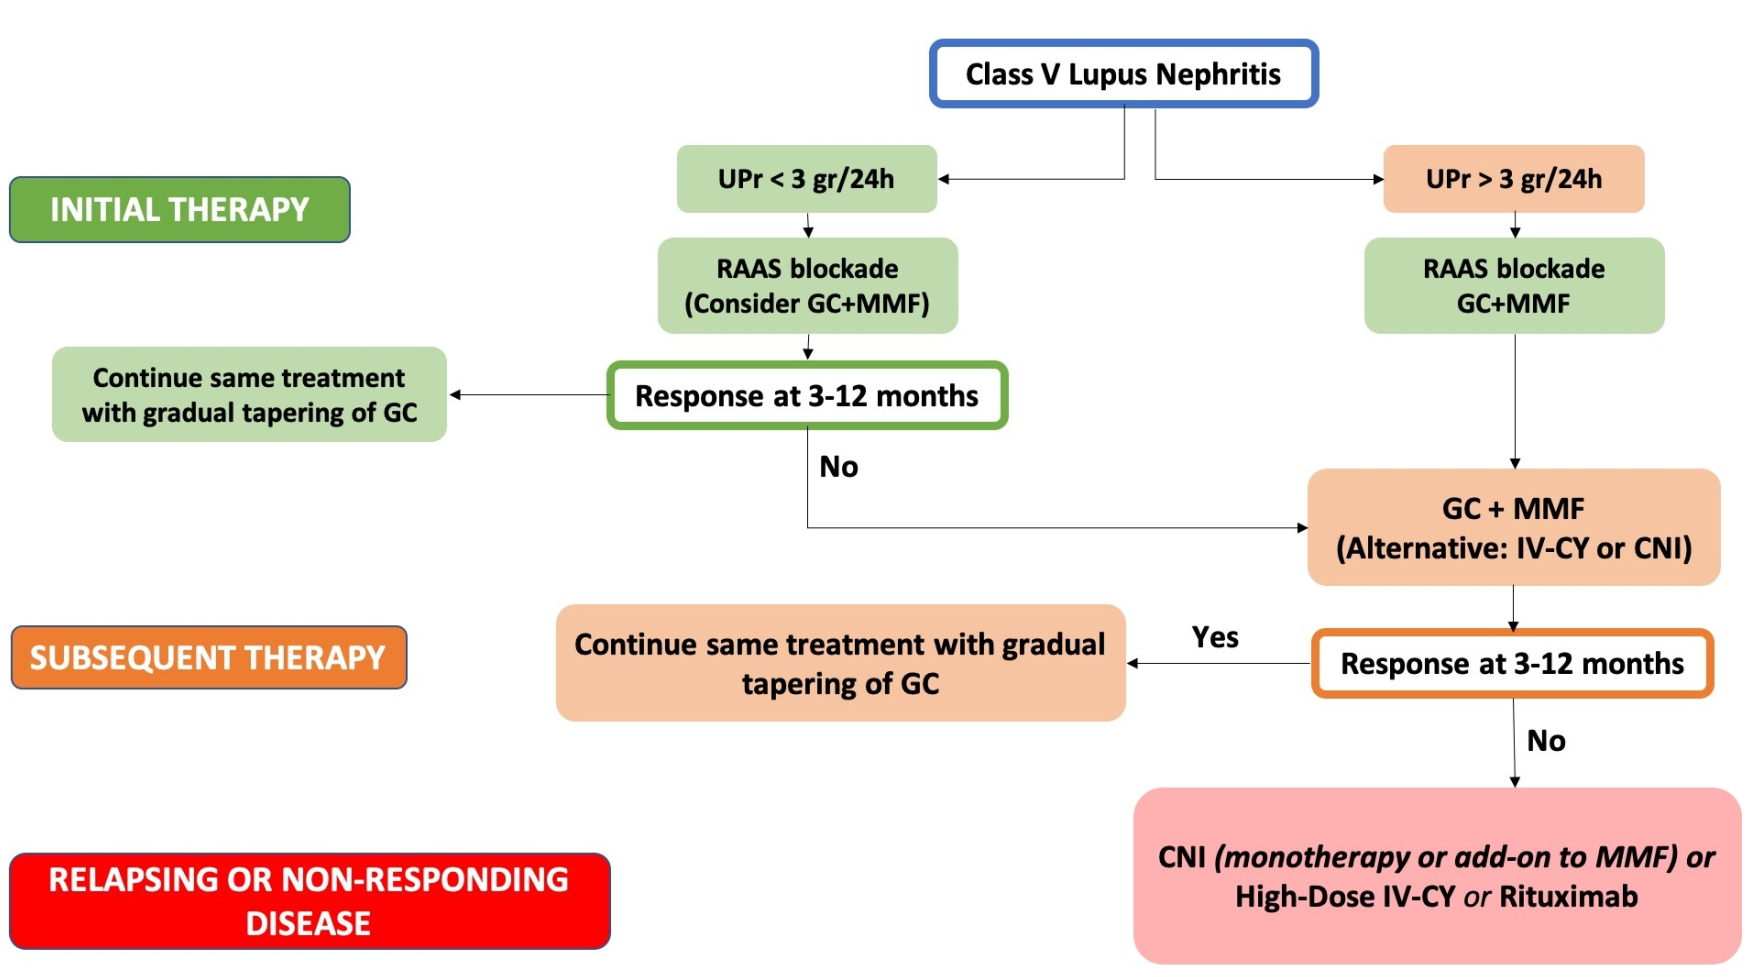 Class V Lupus Nephritis
UPr < 3 gr/24h
UPr > 3 gr/24h
INITIAL THERAPY
RAAS blockade
(Consider GC+MMF)
RAAS blockade
GC+MMF
Continue same treatment
with gradual tapering of GC
Response at 3-12 months
No
GC + MMF
(Alternative: IV-CY or CNI)
SUBSEQUENT THERAPY
Continue same treatment with gradual
tapering of GC
Yes
Response at 3-12 months
No
RELAPSING OR NON-RESPONDING
DISEASE
CNI (monotherapy or add-on to MMF) or
High-Dose IV-CY or Rituximab